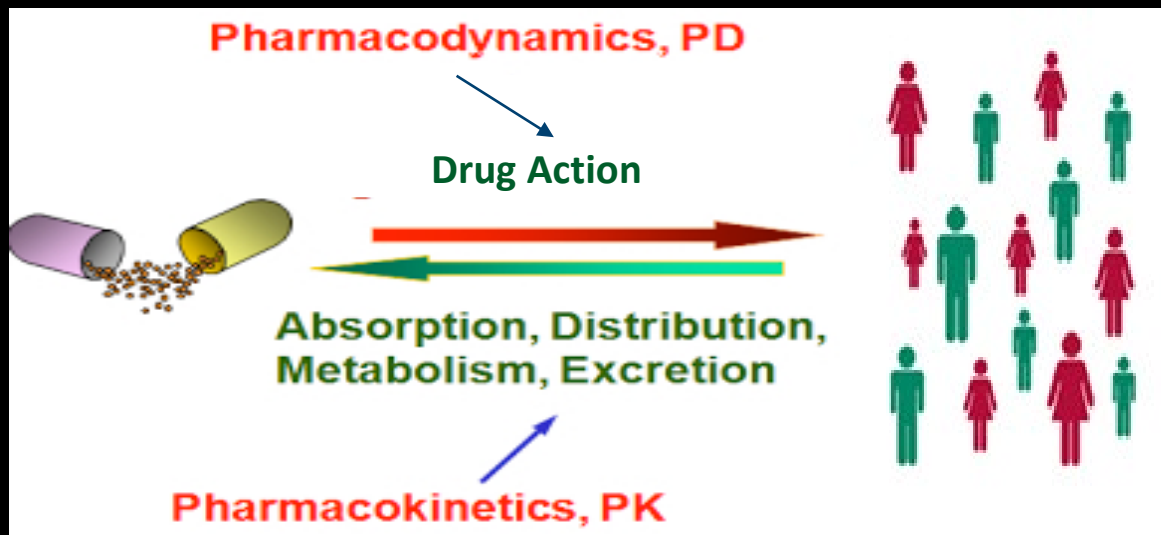 Pharmacodynamics, PD
Drug Action
Absorption, Distribution,
Metabolism, Excretion
Pharmacokinetics, PK